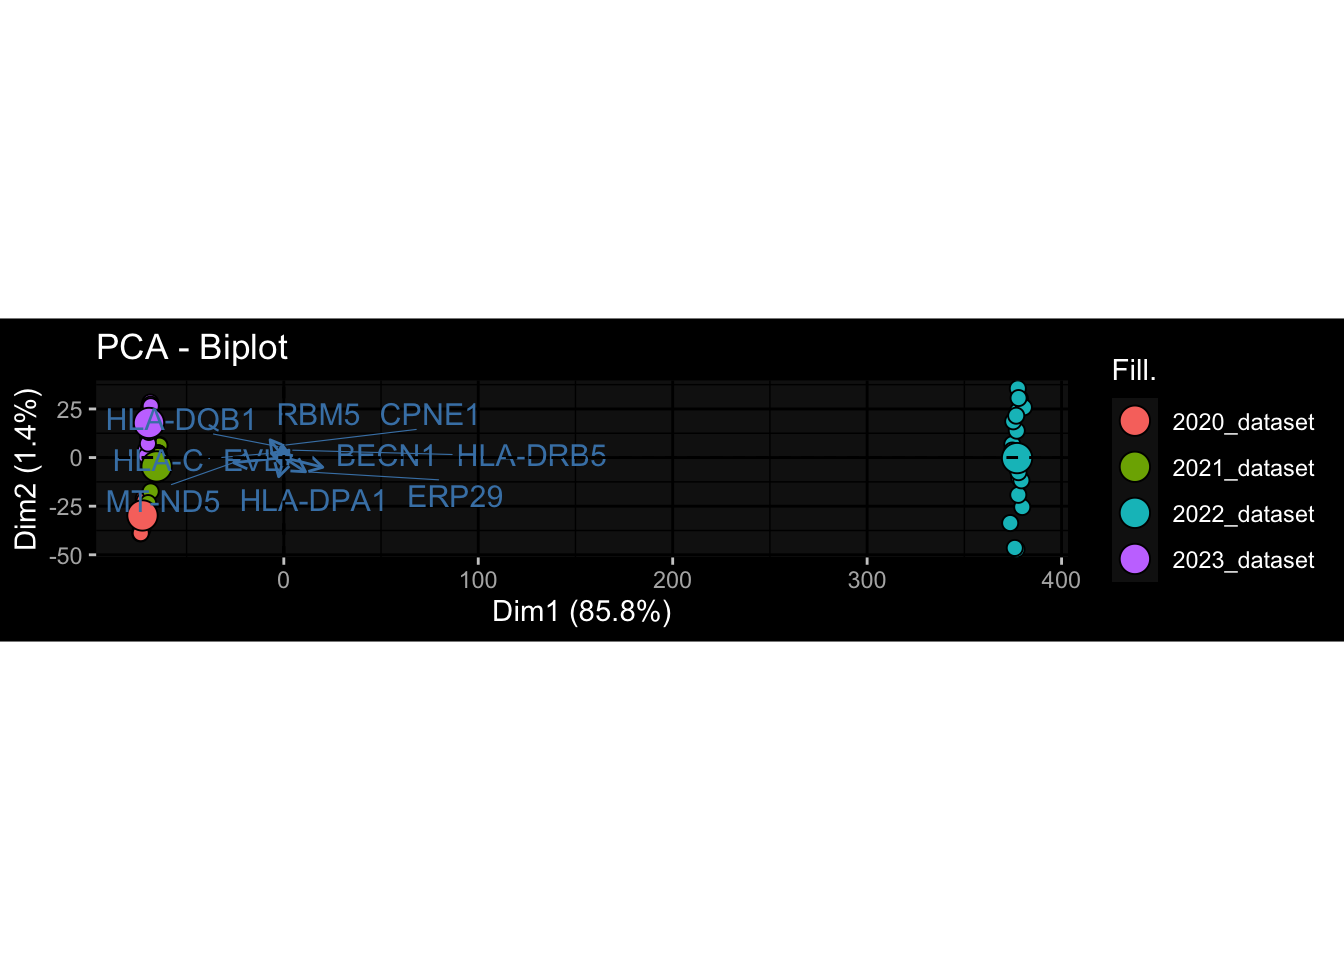 PCA - Biplot
Fill.
2020_dataset
2021_dataset
2022_dataset
2023_dataset
Dim2 (1.4%)
25
0
-25
-50
HLA-DQB1 RBM5 CPNE1
HLA-C BECN1 HLA-DRB5
MT-ND5 HLA-DPA1 ERP29
0 100 200 300 400
Dim1 (85.8%)